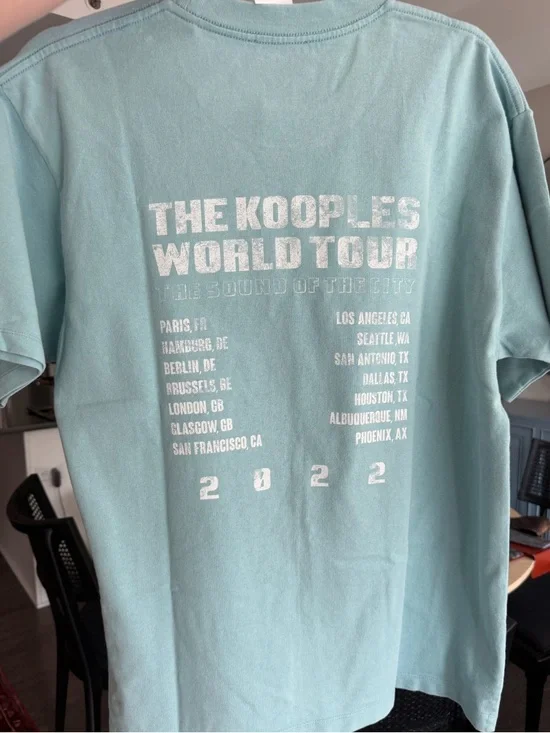 THE KOOPLES
WORLD TOUR
THE SOUND OF THE CITY
PARIS, FR
HAMBURG, DE
BERLIN, DE
BRUSSELS, BE
LONDON, GB
GLASGOW, GB
SAN FRANCISCO, CA
LOS ANGELES, CA
SEATTLE, WA
SAN ANTONIO, TX
DALLAS, TX
HOUSTON, TX
ALBUQUERQUE, NM
PHOENIX, AX
2022